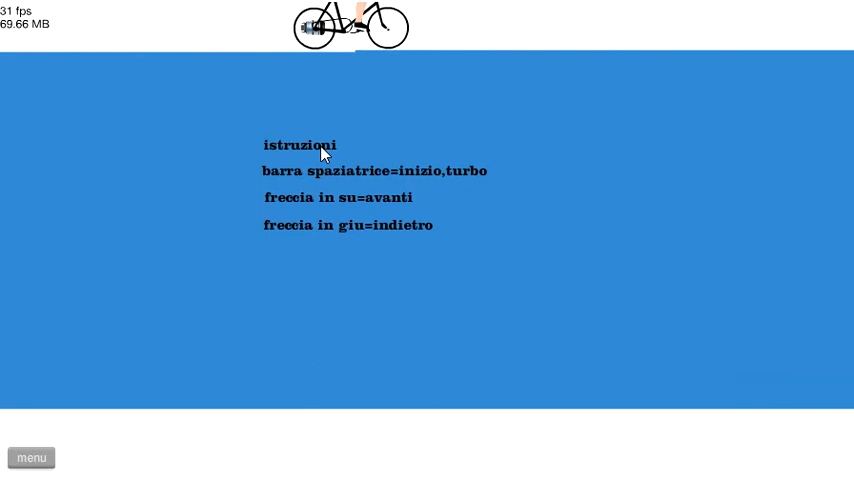 31 fps
69.66 MB
istruzioni
barra spaziatrice=inizio,turbo
freccia in su=avanti
freccia in giu=indietro
menu